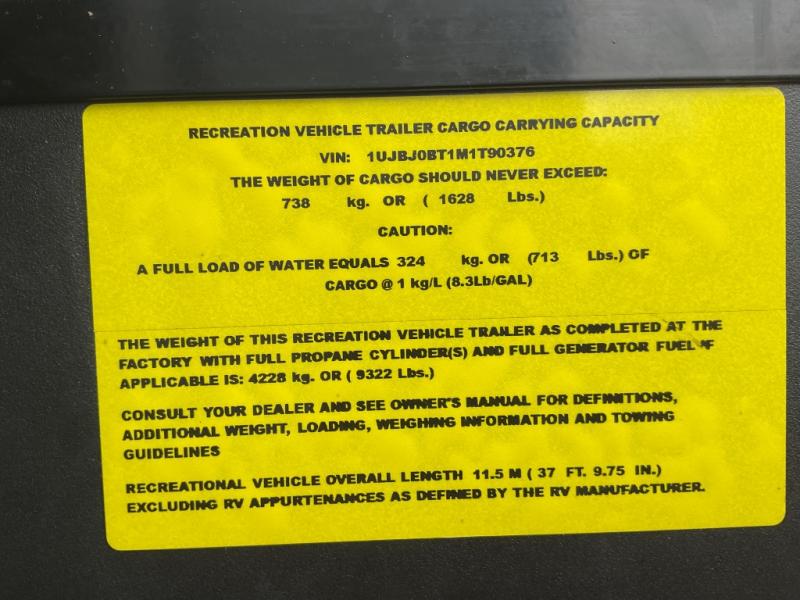 RECREATION VEHICLE TRAILER CARGO CARRYING CAPACITY
VIN: 1UJBJ0BT1M1T90376
THE WEIGHT OF CARGO SHOULD NEVER EXCEED:
738 kg. OR ( 1628 Lbs.)
CAUTION:
A FULL LOAD OF WATER EQUALS 324 kg. OR (713 Lbs.) OF
CARGO @ 1 kg/L (8.3Lb/GAL)
THE WEIGHT OF THIS RECREATION VEHICLE TRAILER AS COMPLETED AT THE
FACTORY WITH FULL PROPANE CYLINDER(S) AND FULL GENERATOR FUEL IF
APPLICABLE IS: 4228 kg. OR ( 9322 Lbs.)
CONSULT YOUR DEALER AND SEE OWNER'S MANUAL FOR DEFINITIONS,
ADDITIONAL WEIGHT, LOADING, WEIGHING INFORMATION AND TOWING
GUIDELINES
RECREATIONAL VEHICLE OVERALL LENGTH 11.5 M ( 37 FT. 9.75 IN.)
EXCLUDING RV APPURTENANCES AS DEFINED BY THE RV MANUFACTURER.